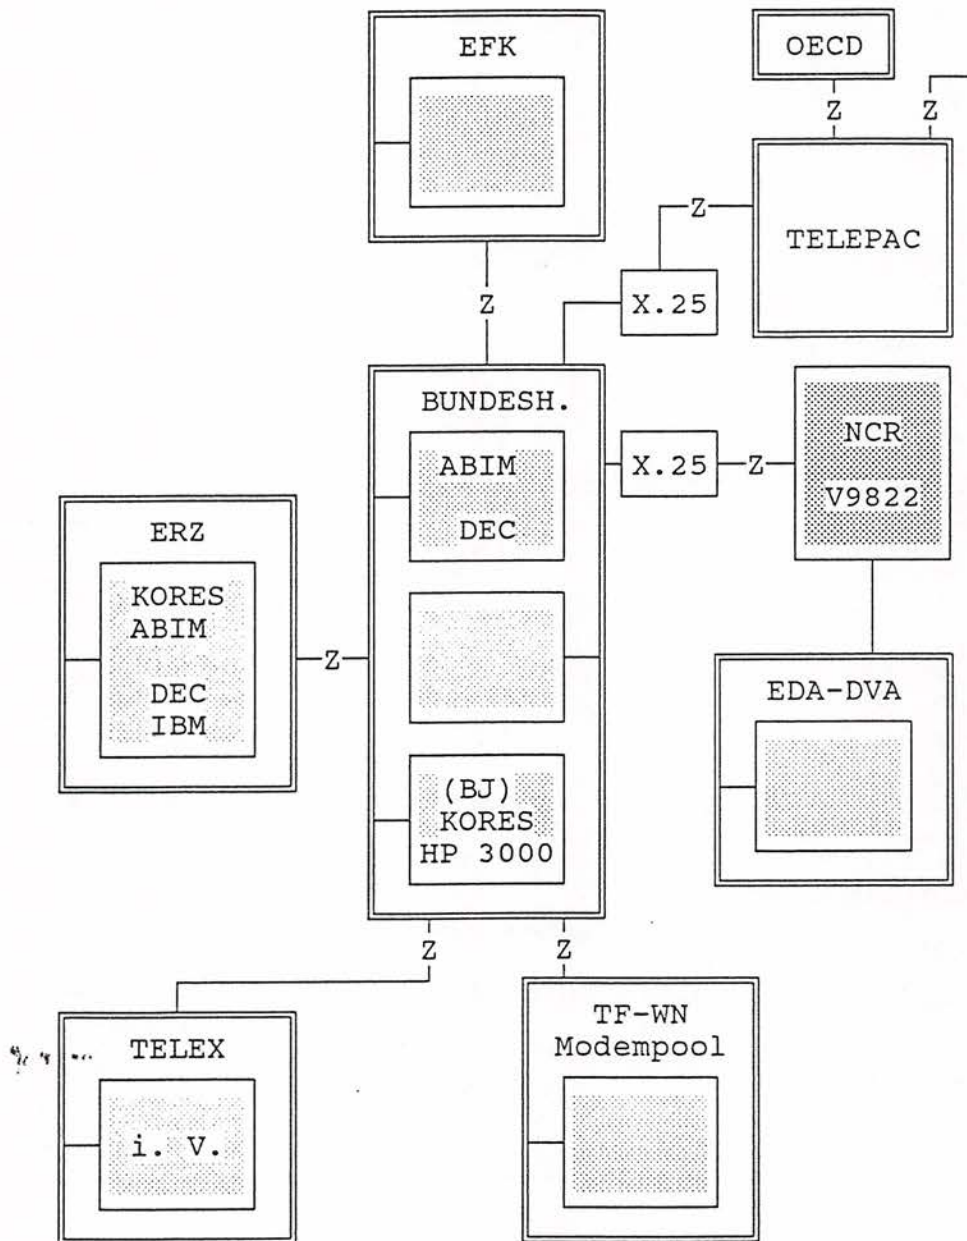 EFK
OECD
Z
Z
Z
TELEPAC
Z
X.25
BUNDESH.
ABIM
DEC
X.25
Z
NCR
V9822
ERZ
KORES
ABIM
DEC
IBM
Z
EDA-DVA
(BJ)
KORES
HP 3000
Z
Z
TELEX
i. V.
TF-WN
Modempool